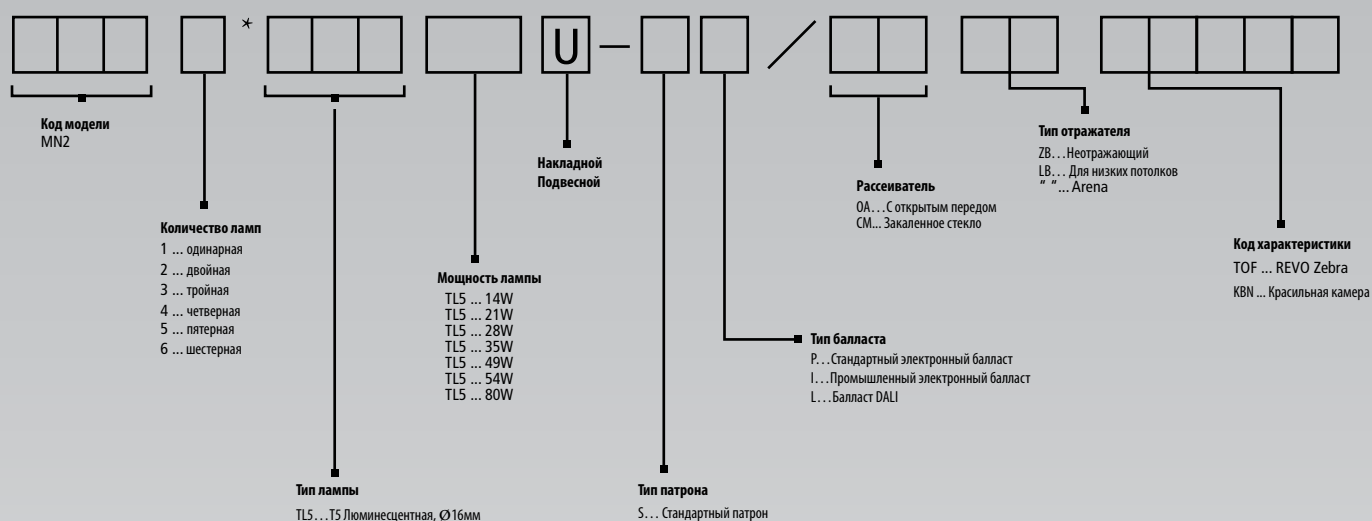 *
U
–
/
Код модели
MN2
Количество ламп
1 ... одинарная
2 ... двойная
3 ... тройная
4 ... четверная
5 ... пятерная
6 ... шестерная
Тип лампы
TL5...T5 Люминесцентная, Ø16мм
Мощность лампы
TL5 ... 14W
TL5 ... 21W
TL5 ... 28W
TL5 ... 35W
TL5 ... 49W
TL5 ... 54W
TL5 ... 80W
Накладной
Подвесной
Тип патрона
S... Стандартный патрон
Тип балласта
P...Стандартный электронный балласт
I...Промышленный электронный балласт
L...Балласт DALI
Рассеиватель
OA...С открытым передом
CM... Закаленное стекло
Тип отражателя
ZB...Неотражающий
LB... Для низких потолков
" "... Arena
Код характеристики
TOF ... REVO Zebra
KBN ... Красильная камера